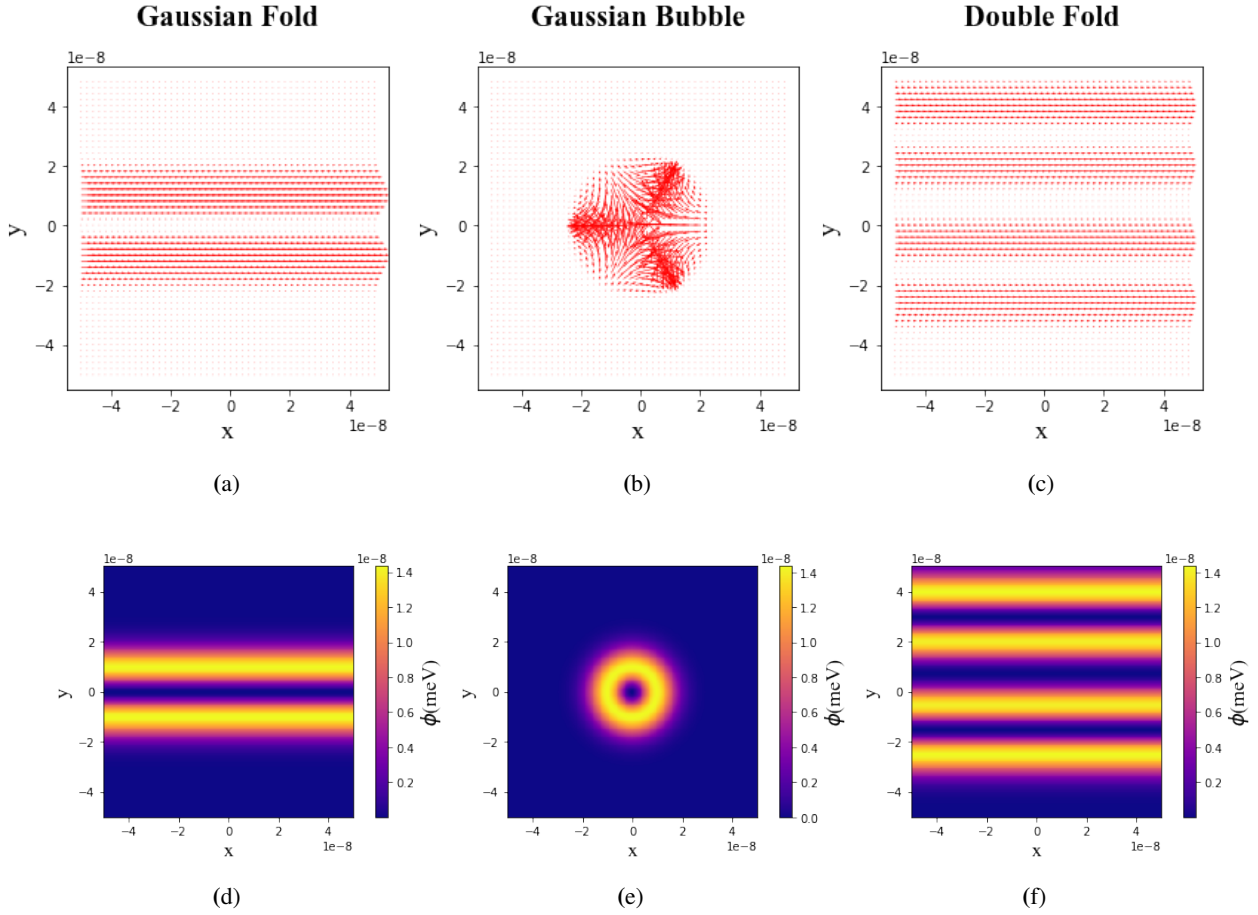 Gaussian Fold Gaussian Bubble Double Fold
1e−8 1e−8 1e−8
4 4 4
2 2 2
y 0 y 0 y 0
−2 −2 −2
−4 −4 −4
−4 −2 0 2 4 −4 −2 0 2 4 −4 −2 0 2 4
x 1e−8 x 1e−8 x 1e−8
(a) (b) (c)
1e−8 1e−8 1e−8 1e−8 1e−8 1e−8
4 1.4 4 1.4 4 1.4
1.2 1.2 1.2
2 1.0 2 1.0 2 1.0
y 0 0.8 ϕ(meV) y 0 0.8 ϕ(meV) y 0 0.8 ϕ(meV)
0.6 0.6 0.6
−2 0.4 −2 0.4 −2 0.4
−4 0.2 −4 0.2 −4 0.2
0.0
−4 −2 0 2 4 −4 −2 0 2 4 −4 −2 0 2 4
x 1e−8 x 1e−8 x 1e−8
(d) (e) (f)